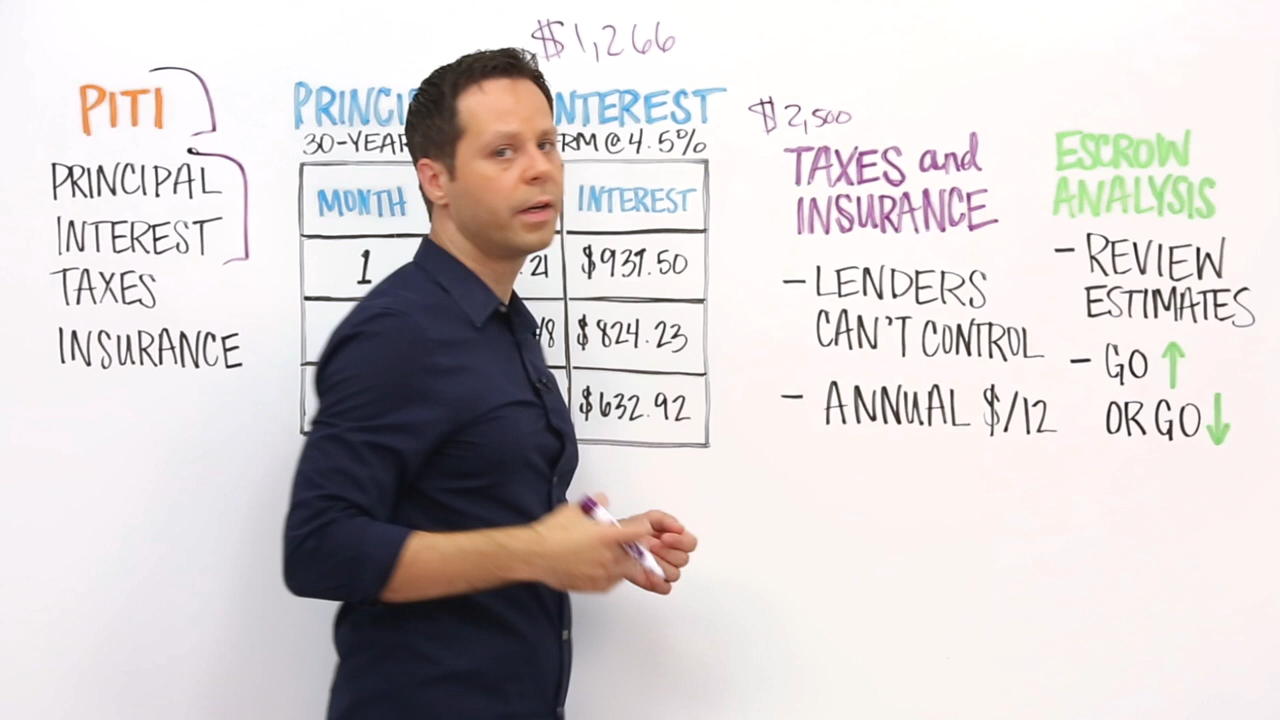 $1,266
PITI
PRINCIPAL
INTEREST
TAXES
INSURANCE
PRINCI NTEREST
30-YEAR RM @ 4.5%
MONTH INTEREST
1 .21 $937.50
48 $824.23
$632.92
$2,500
TAXES and
INSURANCE
- LENDERS
CAN'T CONTROL
- ANNUAL $/12
ESCROW
ANALYSIS
- REVIEW
ESTIMATES
- GO ↑
OR GO ↓